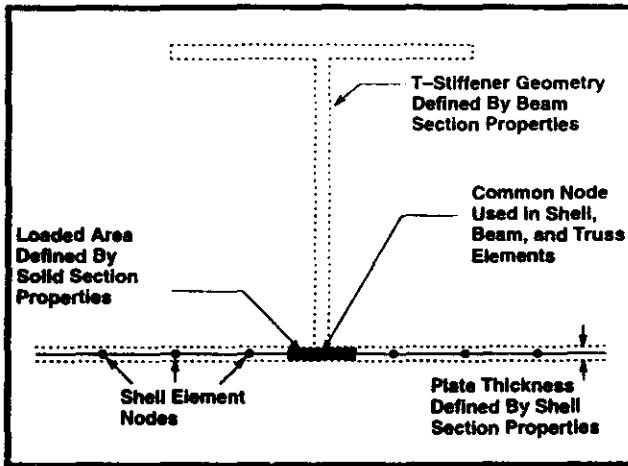 T-Stiffener Geometry
Defined By Beam
Section Properties
Common Node
Used in Shell,
Beam, and Truss
Elements
Loaded Area
Defined By
Solid Section
Properties
Shell Element
Nodes
Plate Thickness
Defined By Shell
Section Properties